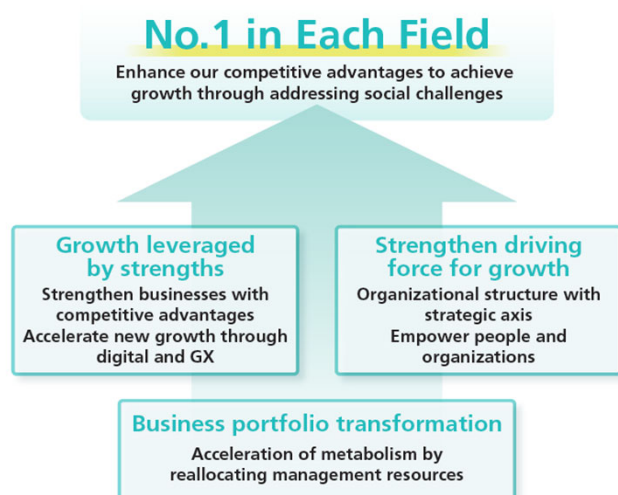 No.1 in Each Field
Enhance our competitive advantages to achieve
growth through addressing social challenges
Growth leveraged
by strengths
Strengthen businesses with
competitive advantages
Accelerate new growth through
digital and GX
Strengthen driving
force for growth
Organizational structure with
strategic axis
Empower people and
organizations
Business portfolio transformation
Acceleration of metabolism by
reallocating management resources